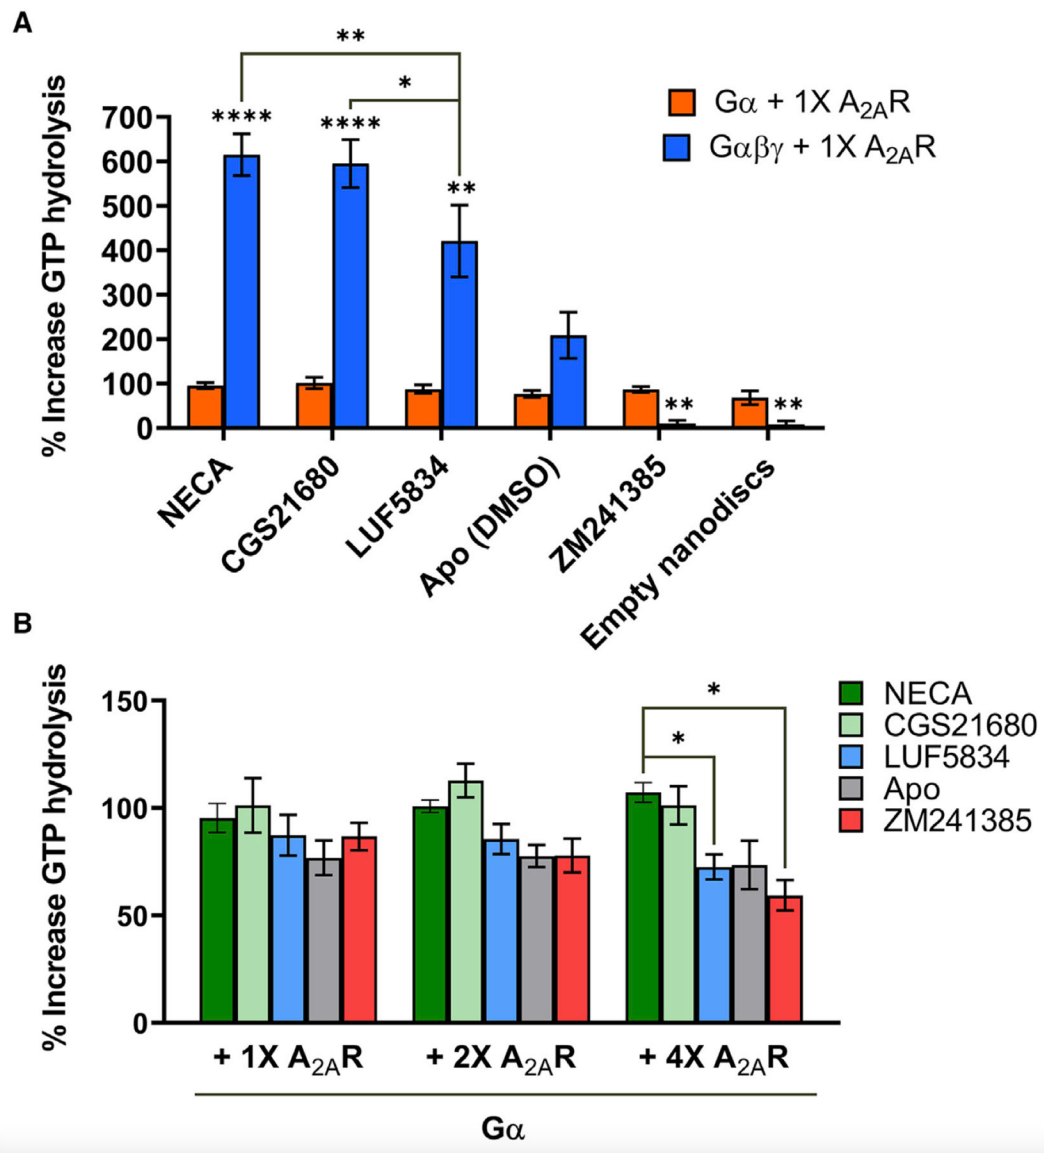 A
**
*
% Increase GTP hydrolysis
700
600
500
400
300
200
100
0
****
****
**
**
**
Gα + 1X A2AR
Gαβγ + 1X A2AR
NECA
CGS21680
LUF5834
Apo (DMSO)
ZM241385
Empty nanodiscs
B
% Increase GTP hydrolysis
150
100
50
0
*
*
NECA
CGS21680
LUF5834
Apo
ZM241385
+ 1X A2AR
+ 2X A2AR
+ 4X A2AR
Gα